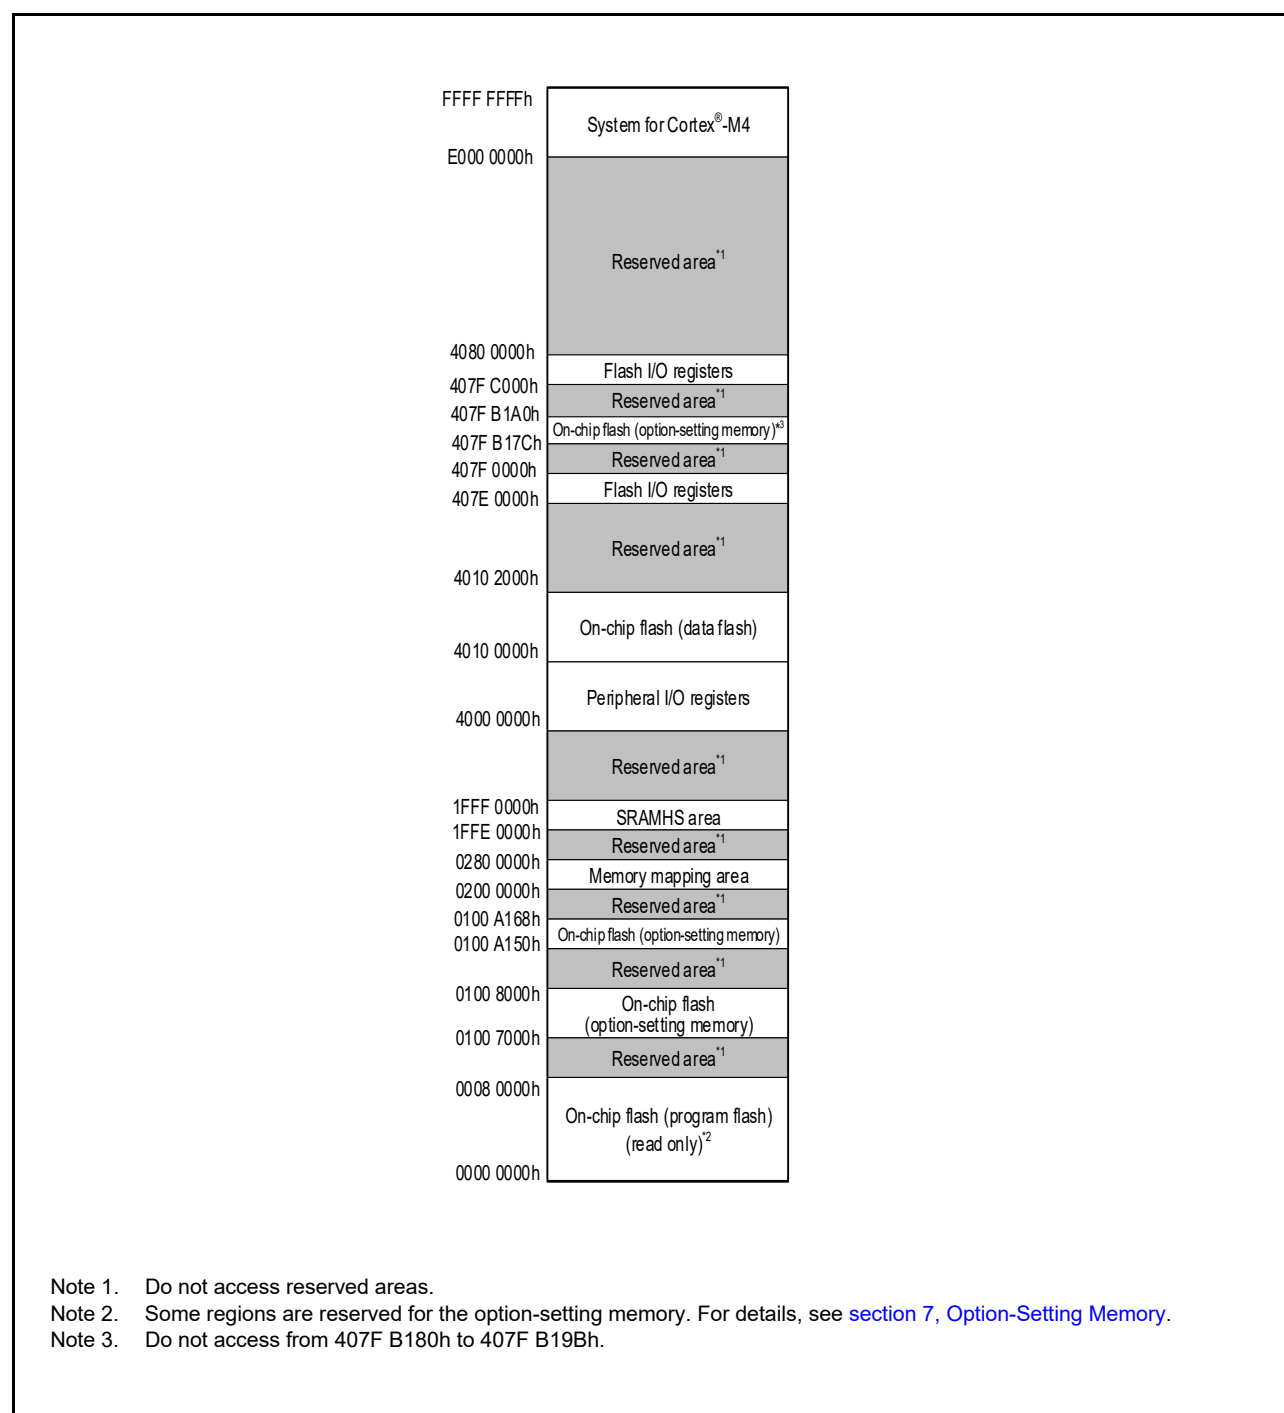 FFFF FFFFh
System for Cortex®-M4
E000 0000h
Reserved area*1
4080 0000h
Flash I/O registers
407F C000h
Reserved area*1
407F B1A0h
On-chip flash (option-setting memory)*3
407F B17Ch
Reserved area*1
407F 0000h
Flash I/O registers
407E 0000h
Reserved area*1
4010 2000h
On-chip flash (data flash)
4010 0000h
Peripheral I/O registers
4000 0000h
Reserved area*1
1FFF 0000h
SRAMHS area
1FFE 0000h
Reserved area*1
0280 0000h
Memory mapping area
0200 0000h
Reserved area*1
0100 A168h
On-chip flash (option-setting memory)
0100 A150h
Reserved area*1
0100 8000h
On-chip flash
(option-setting memory)
0100 7000h
Reserved area*1
0008 0000h
On-chip flash (program flash)
(read only)*2
0000 0000h
Note 1. Do not access reserved areas.
Note 2. Some regions are reserved for the option-setting memory. For details, see section 7, Option-Setting Memory.
Note 3. Do not access from 407F B180h to 407F B19Bh.